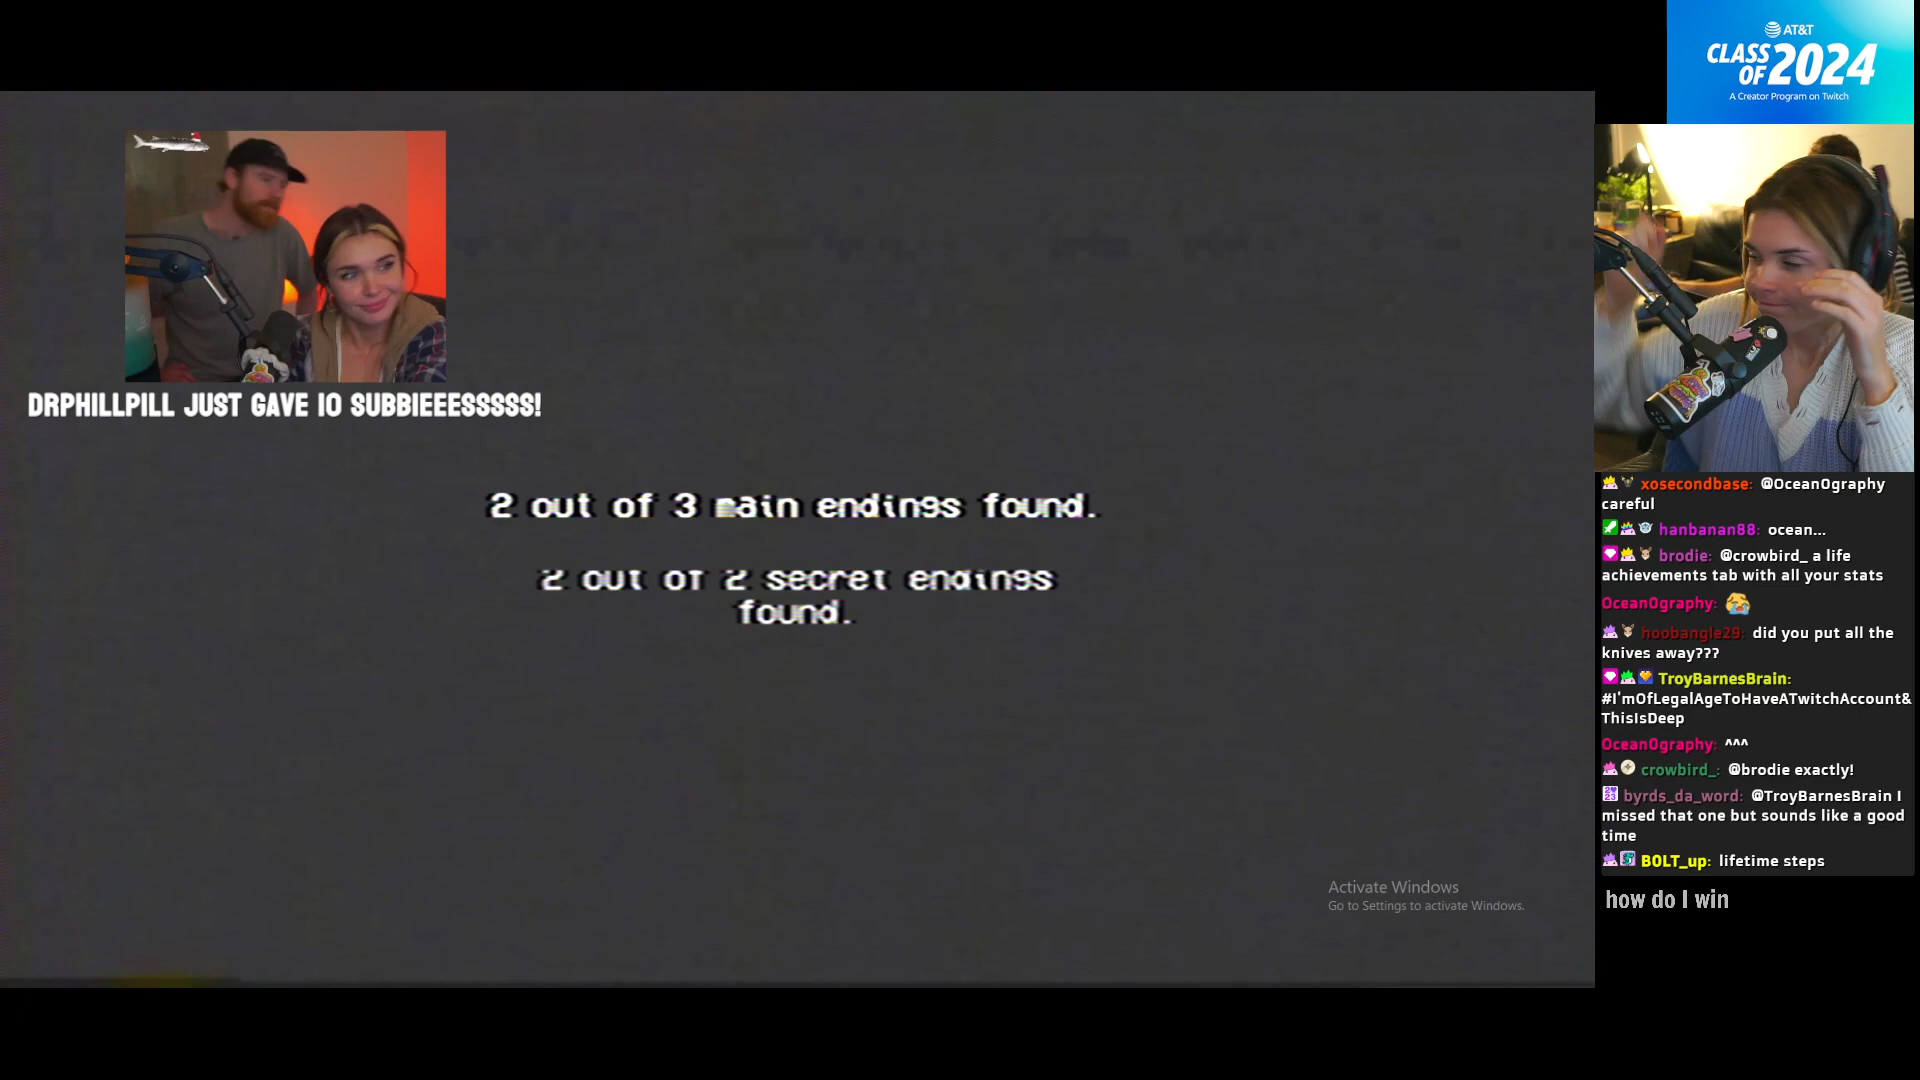 AT&T
CLASS
OF 2024
A Creator Program on Twitch
DRPHILLPILL JUST GAVE 10 SUBBIEEESSSSS!
2 out of 3 main endings found.
2 out of 2 secret endings
found.
Activate Windows
Go to Settings to activate Windows.
xosecondbase: @Ocean0graphy
careful
hanbanan88: ocean...
brodie: @crowbird_ a life
achievements tab with all your stats
Ocean0graphy:
hoobangle29: did you put all the
knives away???
TroyBarnesBrain:
#I'mOfLegalAgeToHaveATwitchAccount&
ThisIsDeep
Ocean0graphy: ^^^
crowbird_: @brodie exactly!
byrds_da_word: @TroyBarnesBrain I
missed that one but sounds like a good
time
BOLT_up: lifetime steps
how do I win